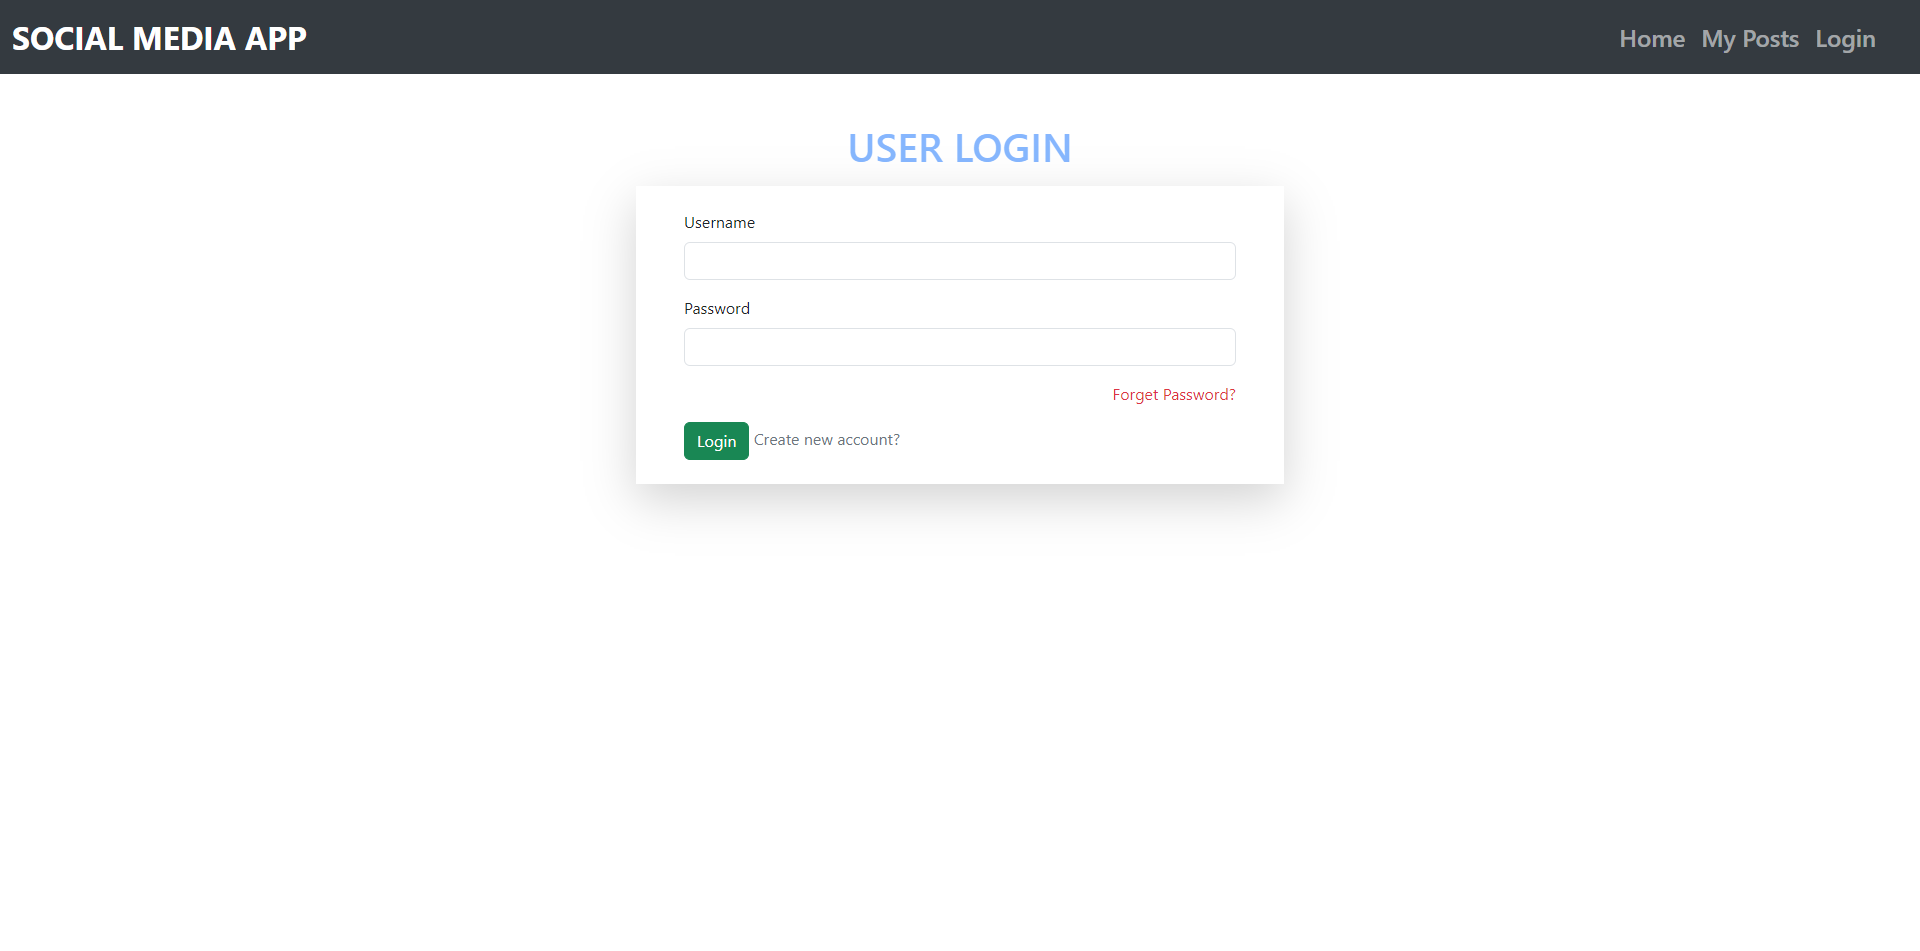 SOCIAL MEDIA APP
Home My Posts Login
USER LOGIN
Username
Password
Forget Password?
Login Create new account?